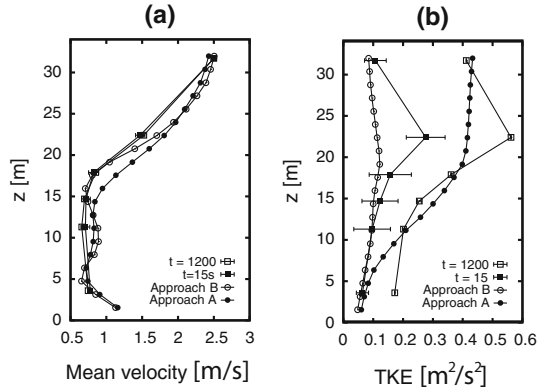 (a)
(b)
30
25
20
15
10
5
0
z [m]
t = 1200
t=15s
Approach B
Approach A
0.5 1 1.5 2 2.5 3
Mean velocity [m/s]
30
25
20
15
10
5
0
z [m]
t = 1200
t = 15
Approach B
Approach A
0 0.1 0.2 0.3 0.4 0.5 0.6
TKE [m²/s²]